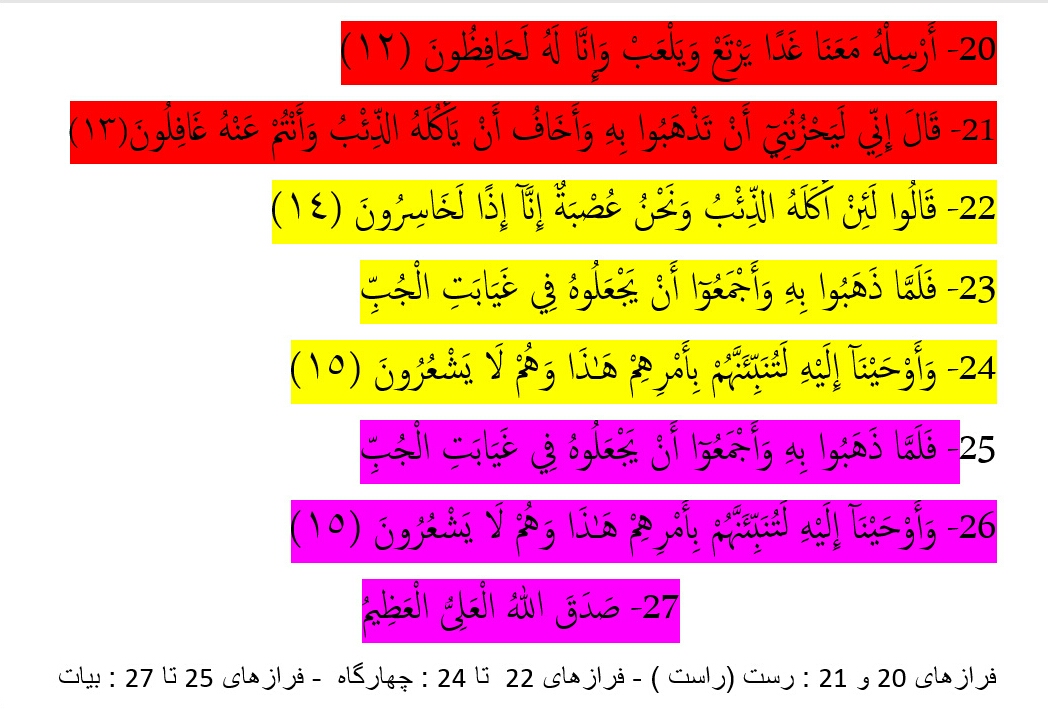 20- أَرْسِلْهُ مَعَنَا غَدًا يَرْتَعْ وَيَلْعَبْ وَإِنَّا لَهُ لَحَافِظُونَ (١٢)
21- قَالَ إِنِّي لَيَحْزُنُنِيٓ أَنْ تَذْهَبُوا بِهِ وَأَخَافُ أَنْ يَأْكُلَهُ الذِّئْبُ وَأَنْتُمْ عَنْهُ غَافِلُونَ(١٣)
22- قَالُوا لَئِنْ أَكَلَهُ الذِّئْبُ وَنَحْنُ عُصْبَةٌ إِنَّآ إِذًا لَخَاسِرُونَ (١٤)
23- فَلَمَّا ذَهَبُوا بِهِ وَأَجْمَعُوٓا أَنْ يَجْعَلُوهُ فِي غَيَابَتِ الْجُبِّ
24- وَأَوْحَيْنَآ إِلَيْهِ لَتُنَبِّئَنَّهُمْ بِأَمْرِهِمْ هَٰذَا وَهُمْ لَا يَشْعُرُونَ (١٥)
25- فَلَمَّا ذَهَبُوا بِهِ وَأَجْمَعُوٓا أَنْ يَجْعَلُوهُ فِي غَيَابَتِ الْجُبِّ
26- وَأَوْحَيْنَآ إِلَيْهِ لَتُنَبِّئَنَّهُمْ بِأَمْرِهِمْ هَٰذَا وَهُمْ لَا يَشْعُرُونَ (١٥)
27- صَدَقَ اللَّهُ الْعَلِيُّ الْعَظِيمُ
فرازهای 20 و 21 : رست (راست ) - فرازهای 22 تا 24 : چهارگاه - فرازهای 25 تا 27 : بیات